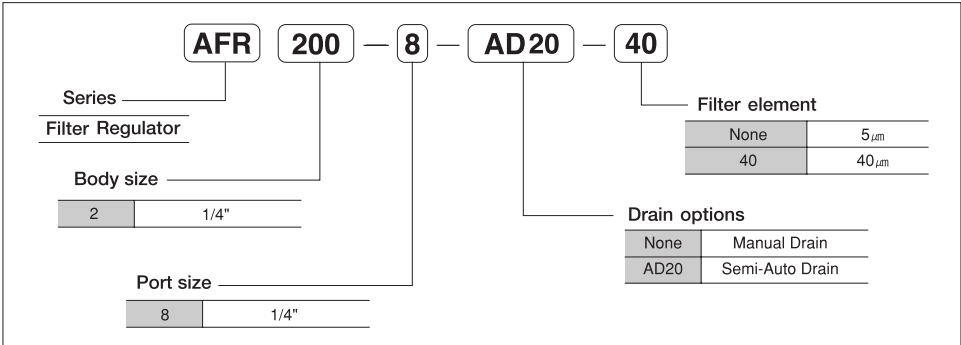 AFR 200 — 8 — AD20 — 40
Series
Filter Regulator
Body size
2 1/4"
Port size
8 1/4"
Filter element
None 5㎛
40 40㎛
Drain options
None Manual Drain
AD20 Semi-Auto Drain